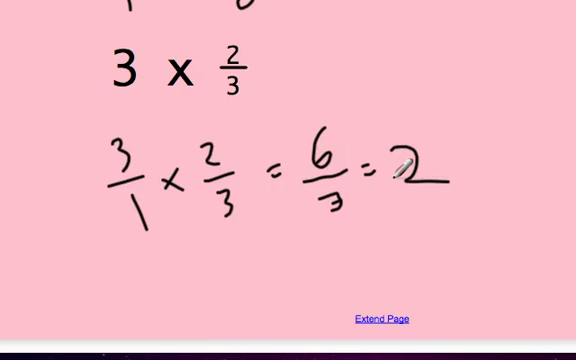 3 x 2/3
3/1 x 2/3 = 6/3 = 2
Extend Page